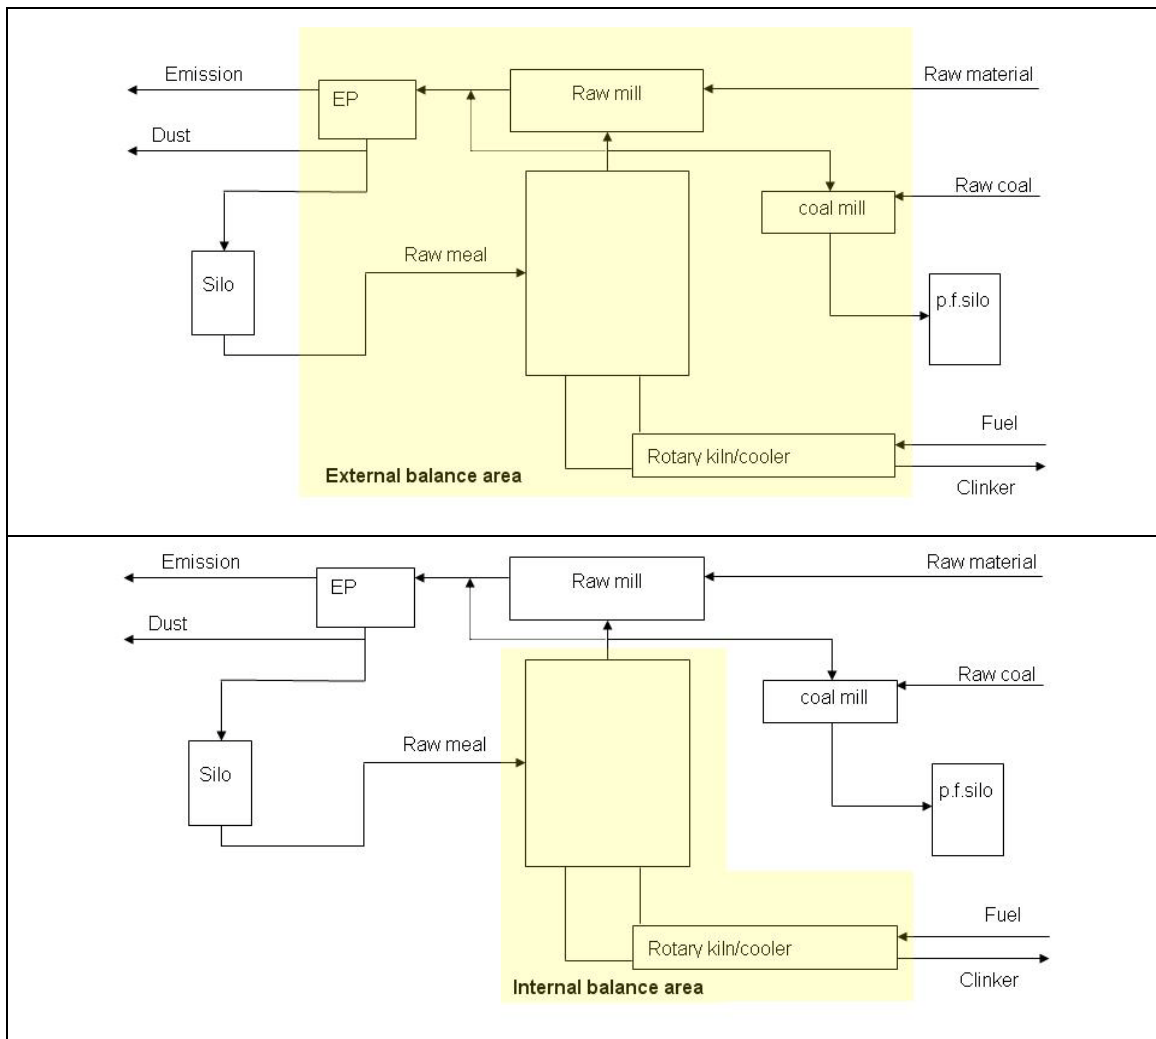 Emission
EP
Raw mill
Raw material
Dust
Raw coal
coal mill
Raw meal
Silo
p.f.silo
Fuel
Rotary kiln/cooler
External balance area
Clinker
Emission
EP
Raw mill
Raw material
Dust
Raw coal
coal mill
Raw meal
Silo
p.f.silo
Fuel
Rotary kiln/cooler
Clinker
Internal balance area